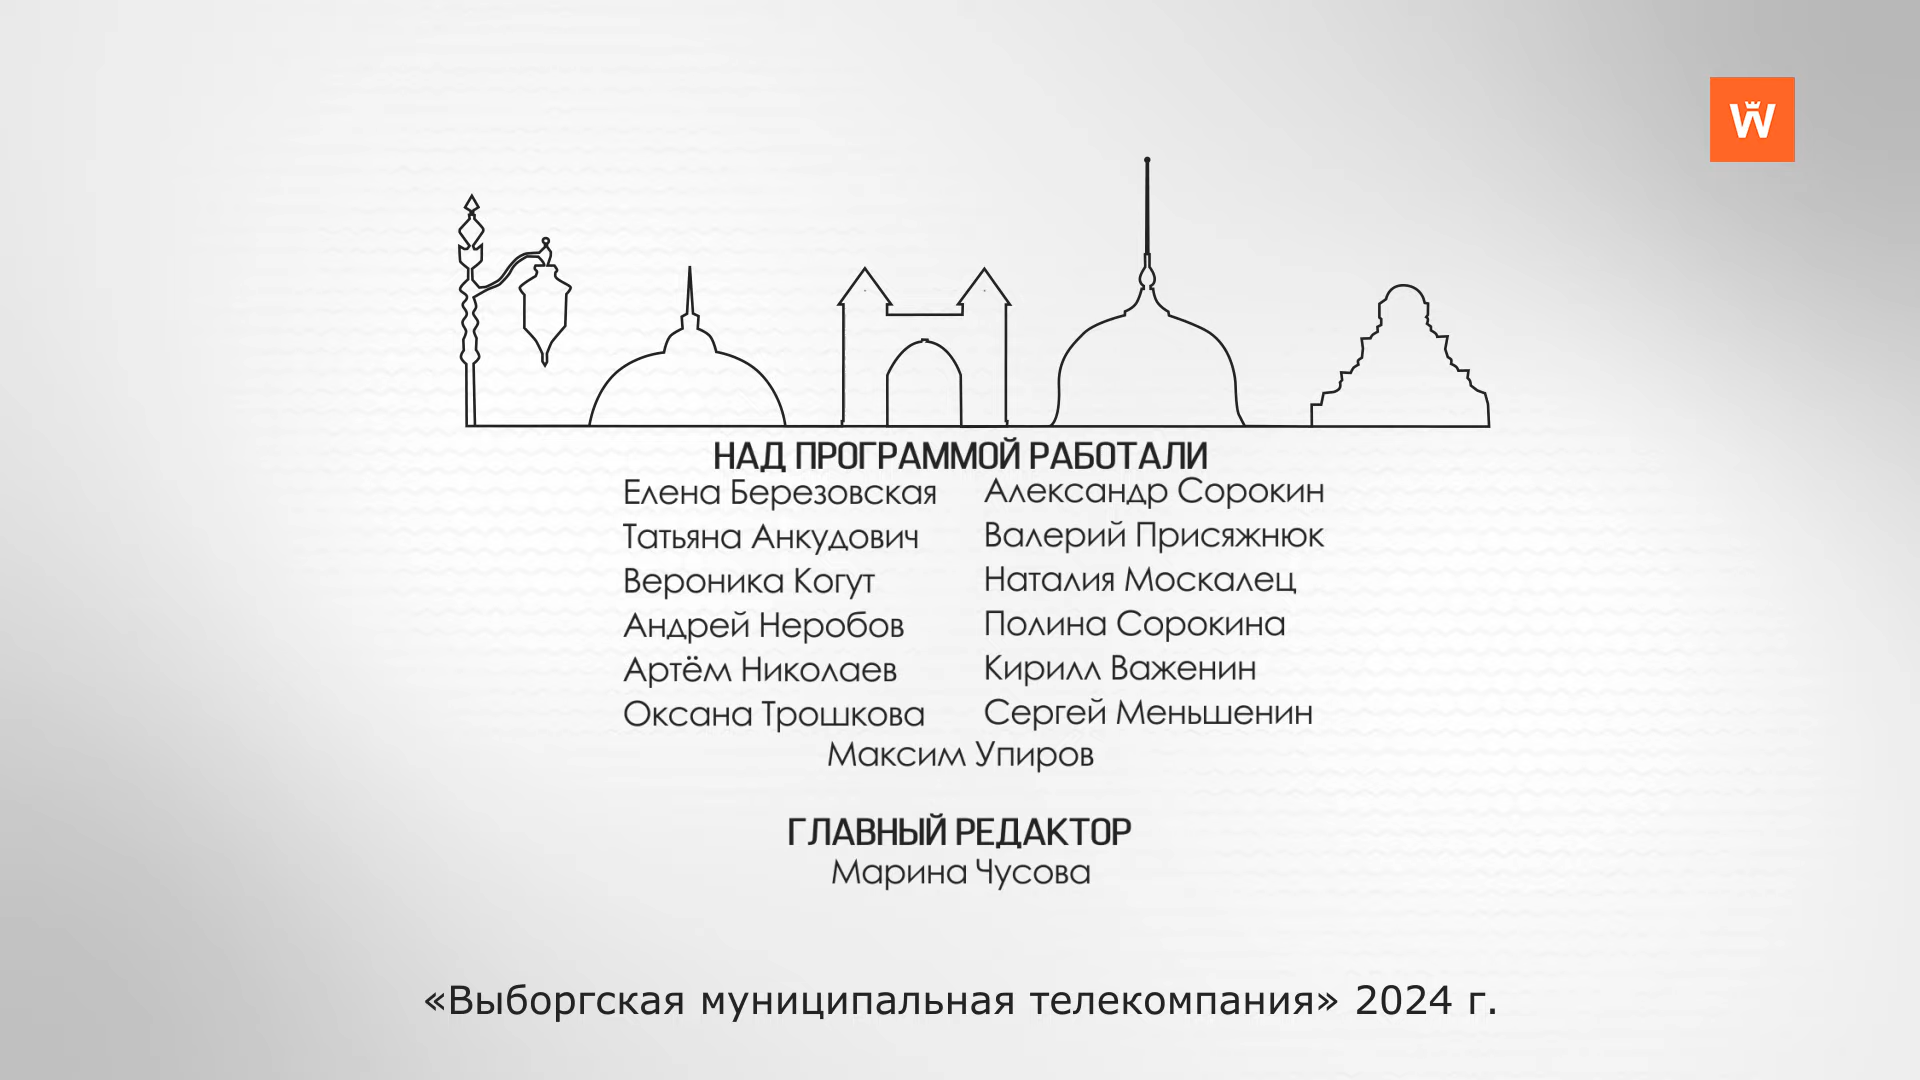 W
НАД ПРОГРАММОЙ РАБОТАЛИ
Елена Березовская
Татьяна Анкудович
Вероника Когут
Андрей Неробов
Артём Николаев
Оксана Трошкова
Александр Сорокин
Валерий Присяжнюк
Наталия Москалец
Полина Сорокина
Кирилл Важенин
Сергей Меньшенин
Максим Упиров
ГЛАВНЫЙ РЕДАКТОР
Марина Чусова
«Выборгская муниципальная телекомпания» 2024 г.